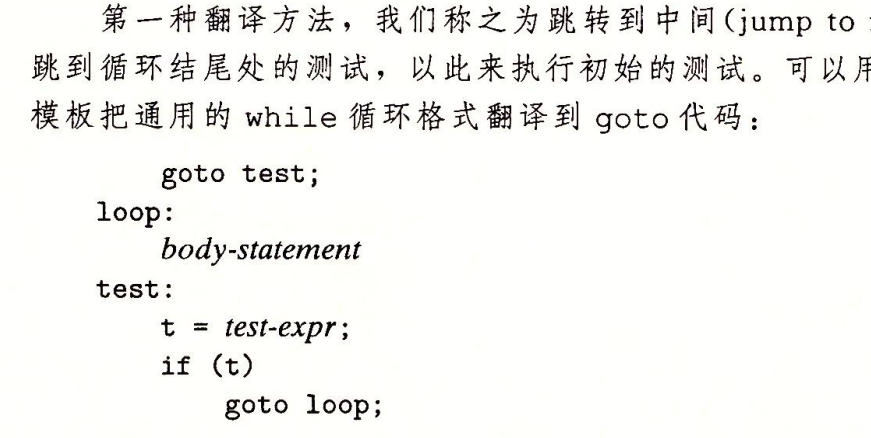 第一种翻译方法，我们称之为跳转到中间(jump to
跳到循环结尾处的测试，以此来执行初始的测试。可以用
模板把通用的 while 循环格式翻译到 goto 代码：
goto test;
loop:
body-statement
test:
t = test-expr;
if (t)
goto loop;